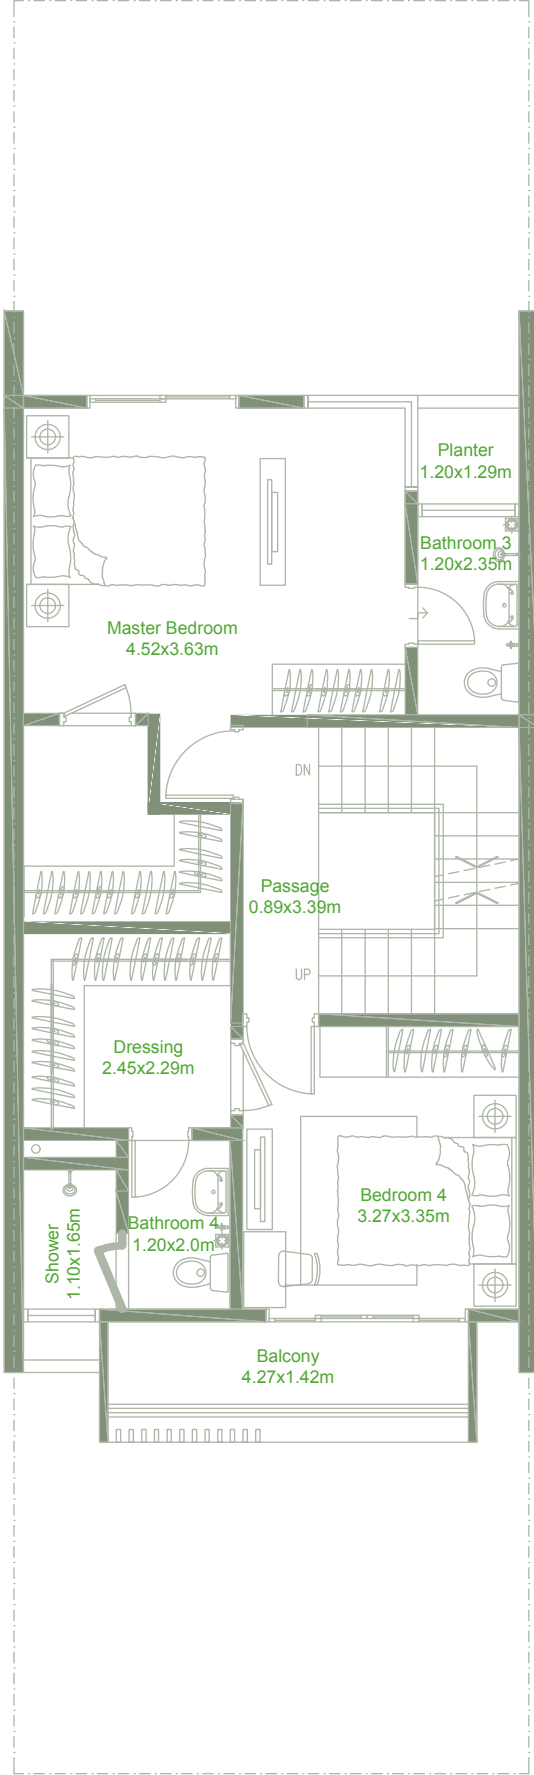 Planter
1.20x1.29m
Bathroom 3
1.20x2.35m
Master Bedroom
4.52x3.63m
DN
Passage
0.89x3.39m
UP
Dressing
2.45x2.29m
Bedroom 4
3.27x3.35m
Bathroom 4
1.20x2.0m
Shower
1.10x1.65m
Balcony
4.27x1.42m